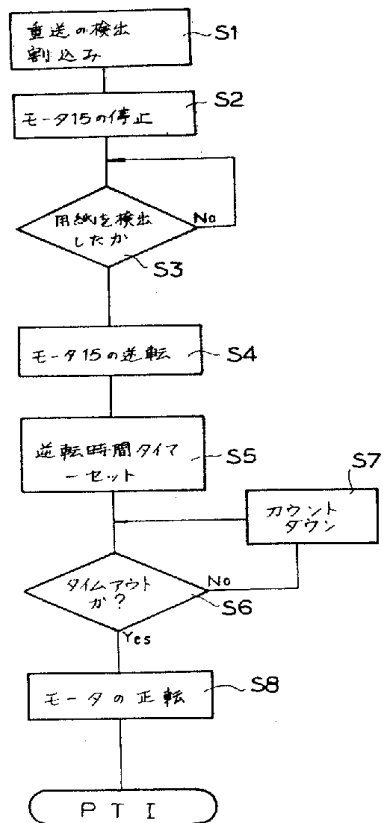 重送の検出
割込み
S1
モータ15の停止
S2
用紙を検出
したか
No
S3
モータ15の逆転
S4
逆転時間タイマ
ーセット
S5
カウント
ダウン
S7
タイムアウト
か?
No
S6
Yes
モータの正転
S8
PTI